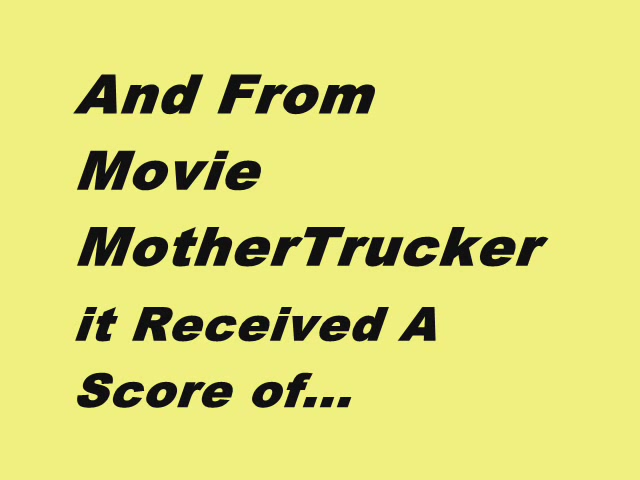 And From
Movie
MotherTrucker
it Received A
Score of...